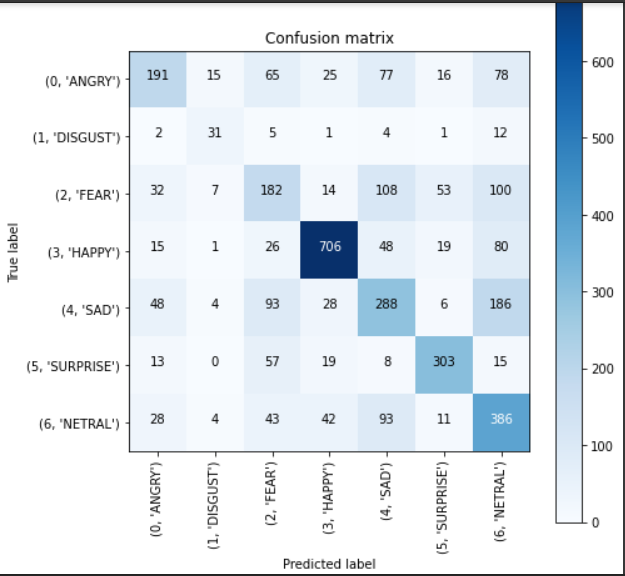 Confusion matrix
(0, 'ANGRY') 191 15 65 25 77 16 78
(1, 'DISGUST') 2 31 5 1 4 1 12
(2, 'FEAR') 32 7 182 14 108 53 100
(3, 'HAPPY') 15 1 26 706 48 19 80
(4, 'SAD') 48 4 93 28 288 6 186
(5, 'SURPRISE') 13 0 57 19 8 303 15
(6, 'NETRAL') 28 4 43 42 93 11 386
True label
(0, 'ANGRY') (1, 'DISGUST') (2, 'FEAR') (3, 'HAPPY') (4, 'SAD') (5, 'SURPRISE') (6, 'NETRAL')
Predicted label
600
500
400
300
200
100
0